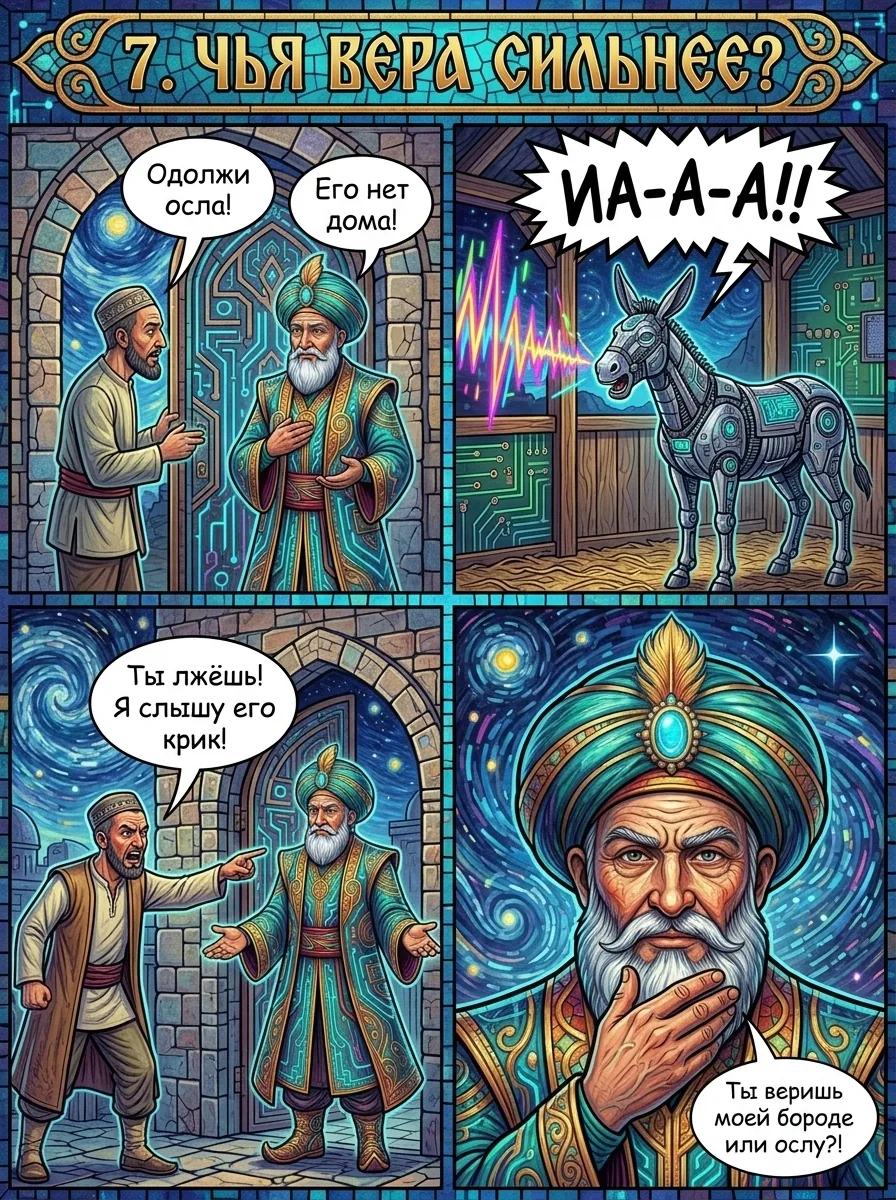 7. ЧЬЯ ВЕРА СИЛЬНЕЕ?
Одолжи
осла!
Его нет
дома!
ИА-А-А!!
Ты лжёшь!
Я слышу его
крик!
Ты веришь
моей бороде
или ослу?!